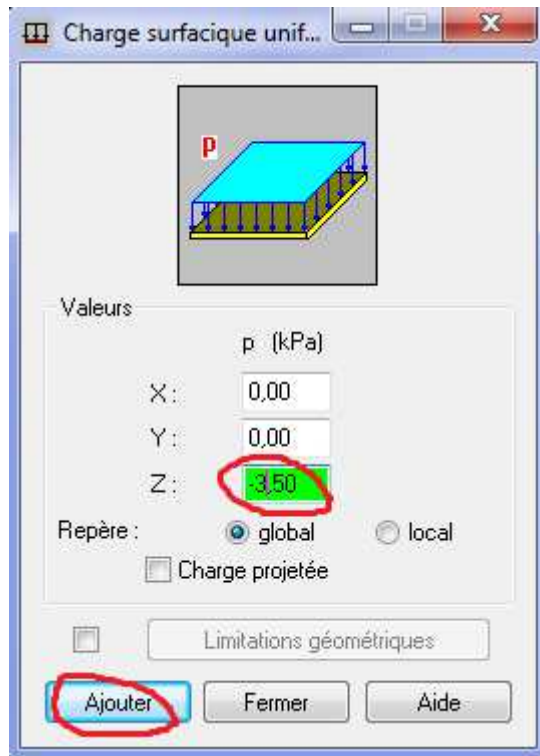 Charge surfacique unif...
p
Valeurs
p (kPa)
X : 0,00
Y : 0,00
Z : -3,50
Repère : global local
Charge projetée
Limitations géométriques
Ajouter Fermer Aide